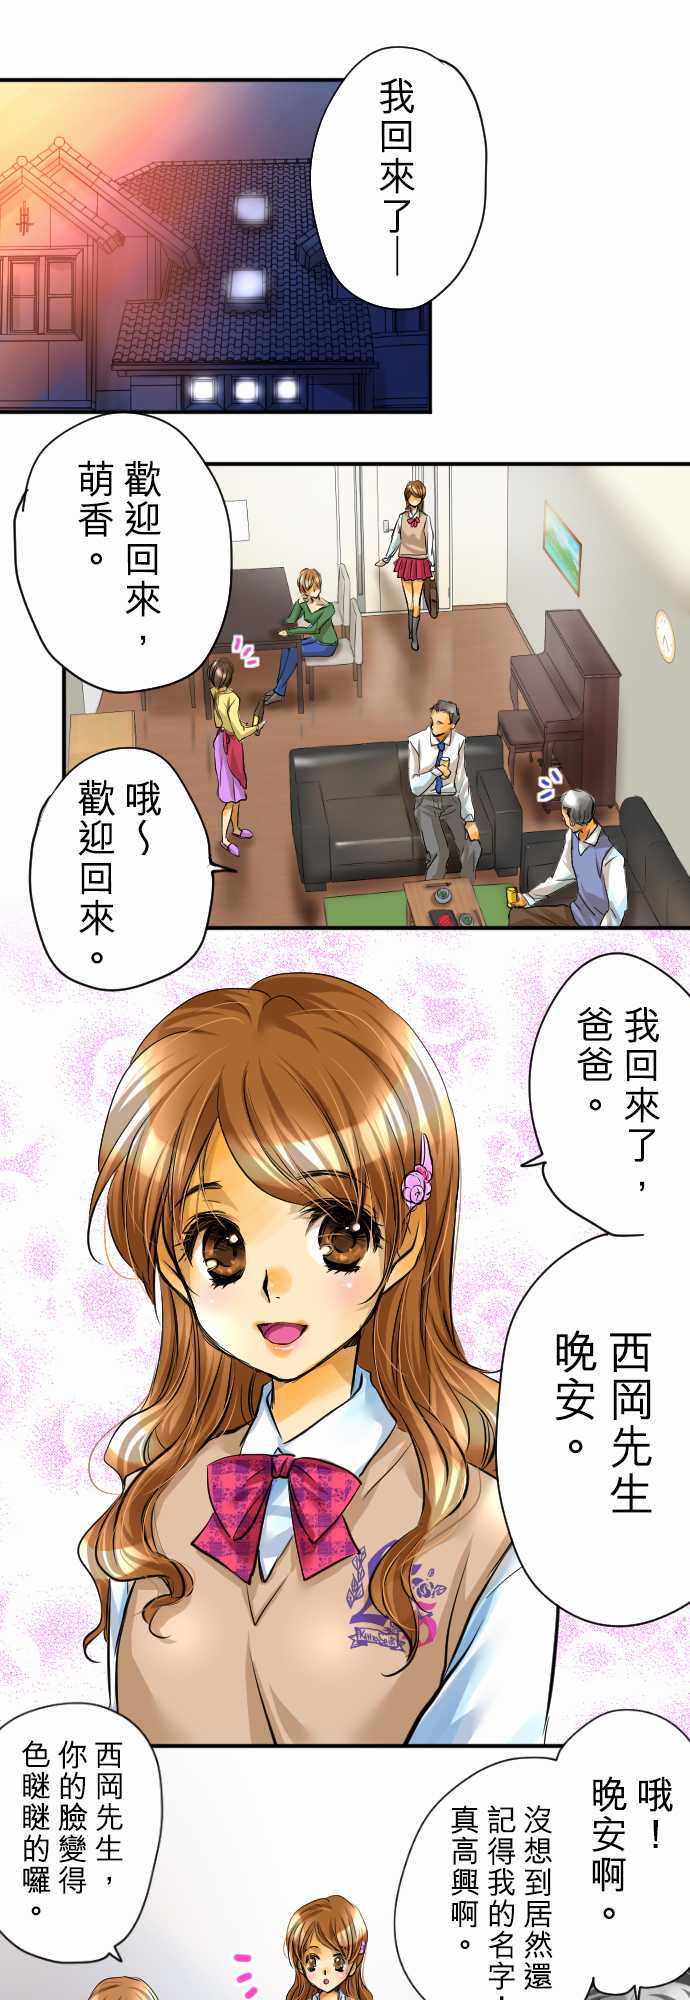 我回來了—
歡迎回來，
萌香。
哦～
歡迎回來。
我回來了，
爸爸。
西岡先生
晚安。
哦！
晚安啊。
沒想到居然還
記得我的名字，
真高興啊。
西岡先生，
你的臉變得
色瞇瞇的囉。